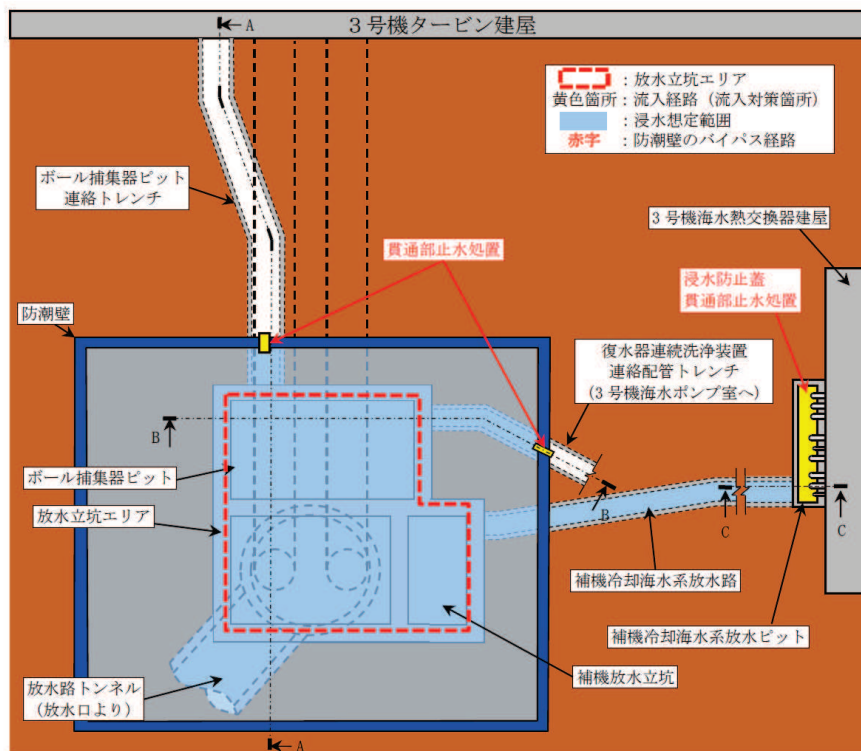 A
3号機タービン建屋
：放水立坑エリア
黄色箇所：流入経路（流入対策箇所）
：浸水想定範囲
赤字：防潮壁のバイパス経路
ボール捕集器ピット
連絡トレンチ
3号機海水熱交換器建屋
貫通部止水処置
浸水防止蓋
貫通部止水処置
防潮壁
復水器連続洗浄装置
連絡配管トレンチ
(3号機海水ポンプ室へ)
B
ボール捕集器ピット
放水立坑エリア
B
C
C
補機冷却海水系放水路
補機冷却海水系放水ピット
補機放水立坑
放水路トンネル
(放水口より)
A